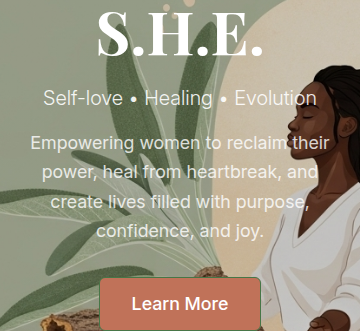 S.H.E.
Self-love • Healing • Evolution
Empowering women to reclaim their
power, heal from heartbreak, and
create lives filled with purpose,
confidence, and joy.
Learn More